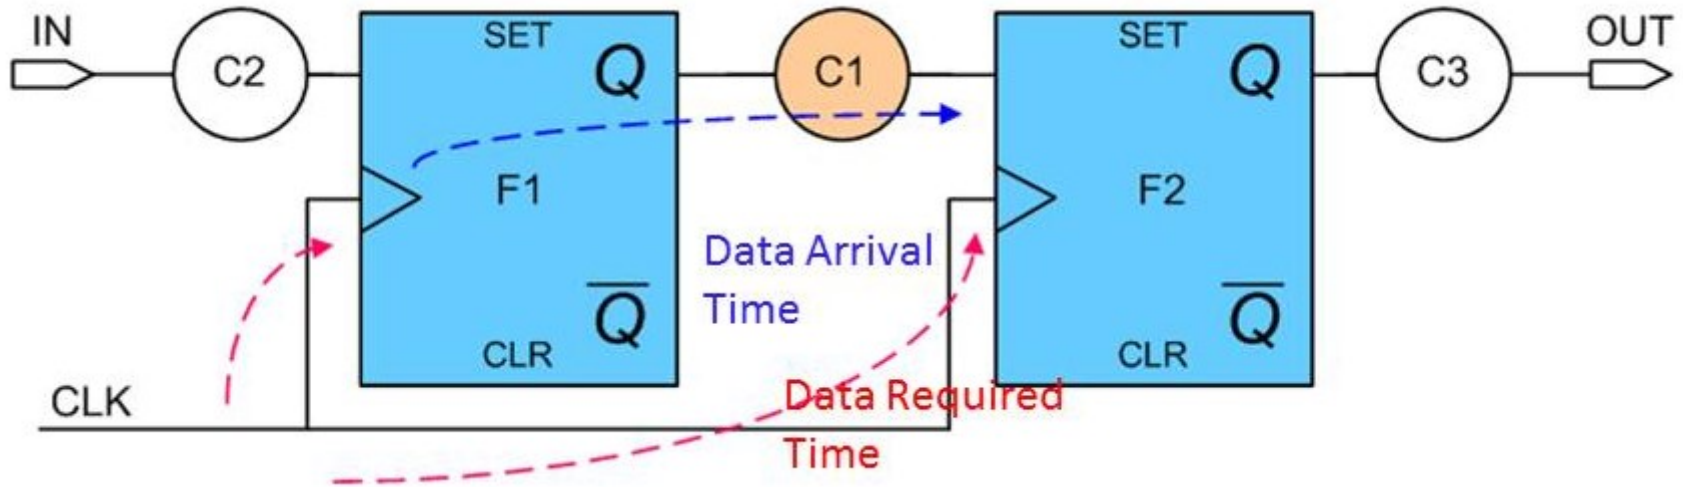 IN
C2
SET
Q
F1
Q
CLR
C1
SET
Q
F2
Q
CLR
C3
OUT
Data Arrival
Time
CLK
Data Required
Time